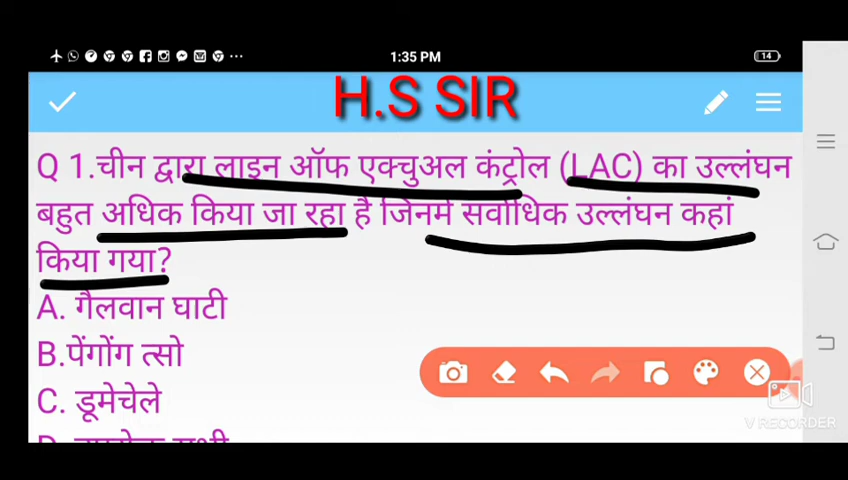 1:35 PM
14
H.S SIR
Q 1.चीन द्वारा लाइन ऑफ एक्चुअल कंट्रोल (LAC) का उल्लंघन
बहुत अधिक किया जा रहा है जिनमें सर्वाधिक उल्लंघन कहां
किया गया?
A. गैलवान घाटी
B.पेंगोंग त्सो
C. डूमेचेले
V RECORDER